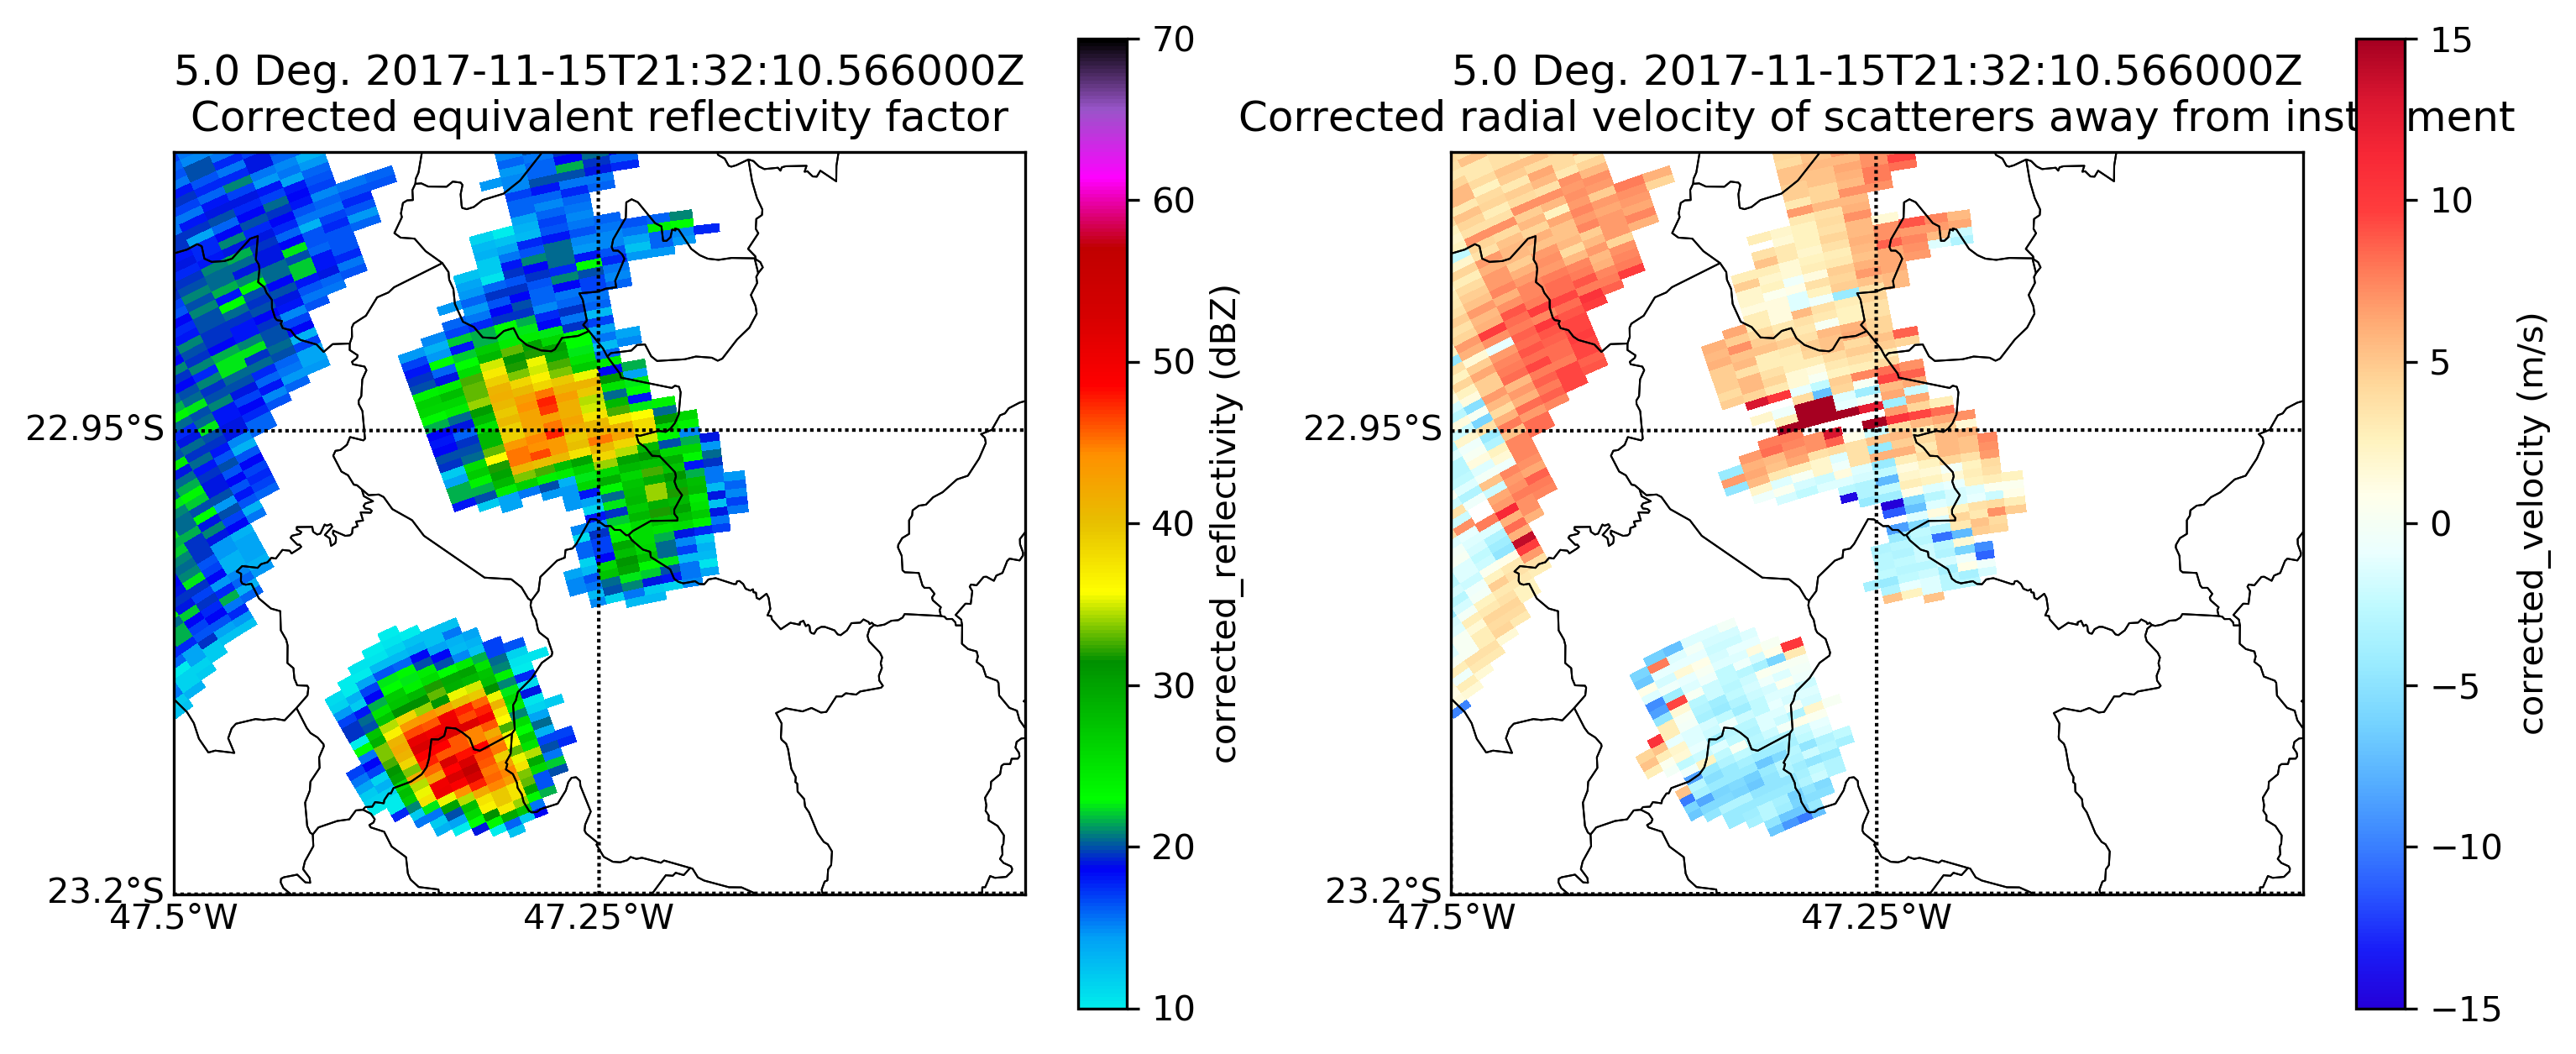 5.0 Deg. 2017-11-15T21:32:10.566000Z
Corrected equivalent reflectivity factor
22.95°S
23.2°S
47.5°W
47.25°W
70
60
50
40
30
20
10
corrected_reflectivity (dBZ)
5.0 Deg. 2017-11-15T21:32:10.566000Z
Corrected radial velocity of scatterers away from inst ment
22.95°S
23.2°S
47.5°W
47.25°W
15
10
5
0
−5
−10
−15
corrected_velocity (m/s)